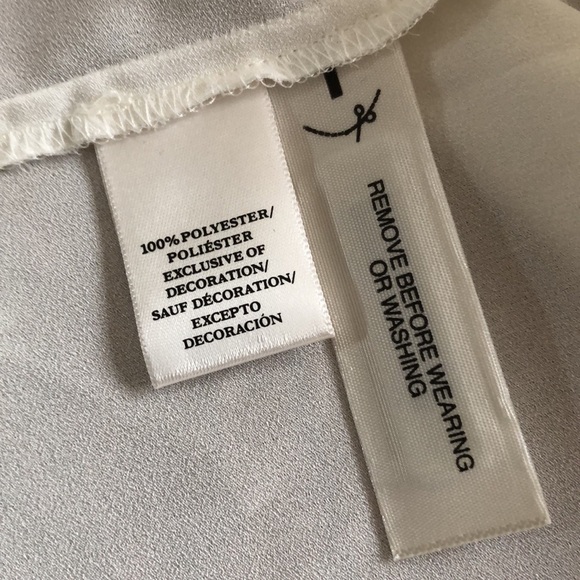 100% POLYESTER/
POLIÉSTER
EXCLUSIVE OF
DECORATION/
SAUF DÉCORATION/
EXCEPTO
DECORACIÓN
REMOVE BEFORE WEARING
OR WASHING